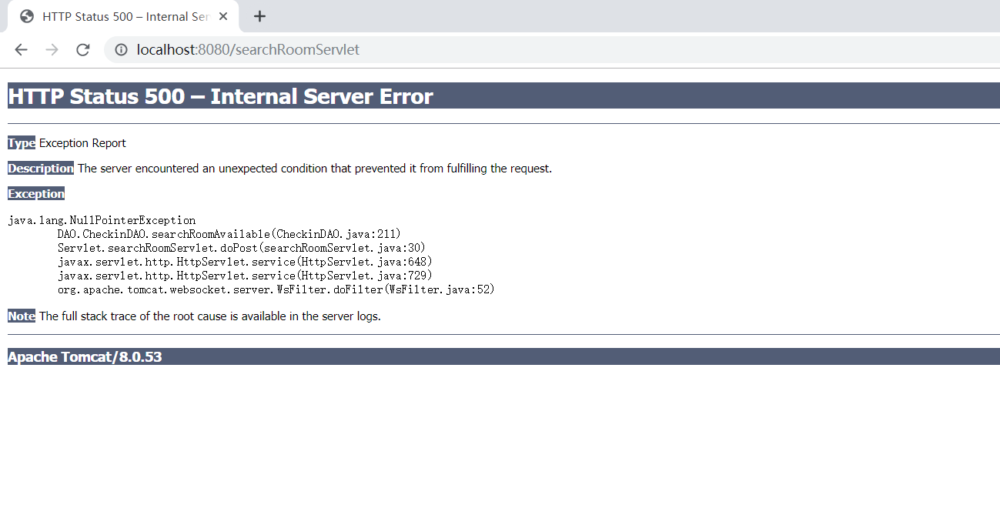 HTTP Status 500 – Internal Ser
localhost:8080/searchRoomServlet
HTTP Status 500 – Internal Server Error
Type Exception Report
Description The server encountered an unexpected condition that prevented it from fulfilling the request.
Exception
java.lang.NullPointerException
DAO.CheckinDAO.searchRoomAvailable(CheckinDAO.java:211)
Servlet.searchRoomServlet.doPost(searchRoomServlet.java:30)
javax.servlet.http.HttpServlet.service(HttpServlet.java:648)
javax.servlet.http.HttpServlet.service(HttpServlet.java:729)
org.apache.tomcat.websocket.server.WsFilter.doFilter(WsFilter.java:52)
Note The full stack trace of the root cause is available in the server logs.
Apache Tomcat/8.0.53